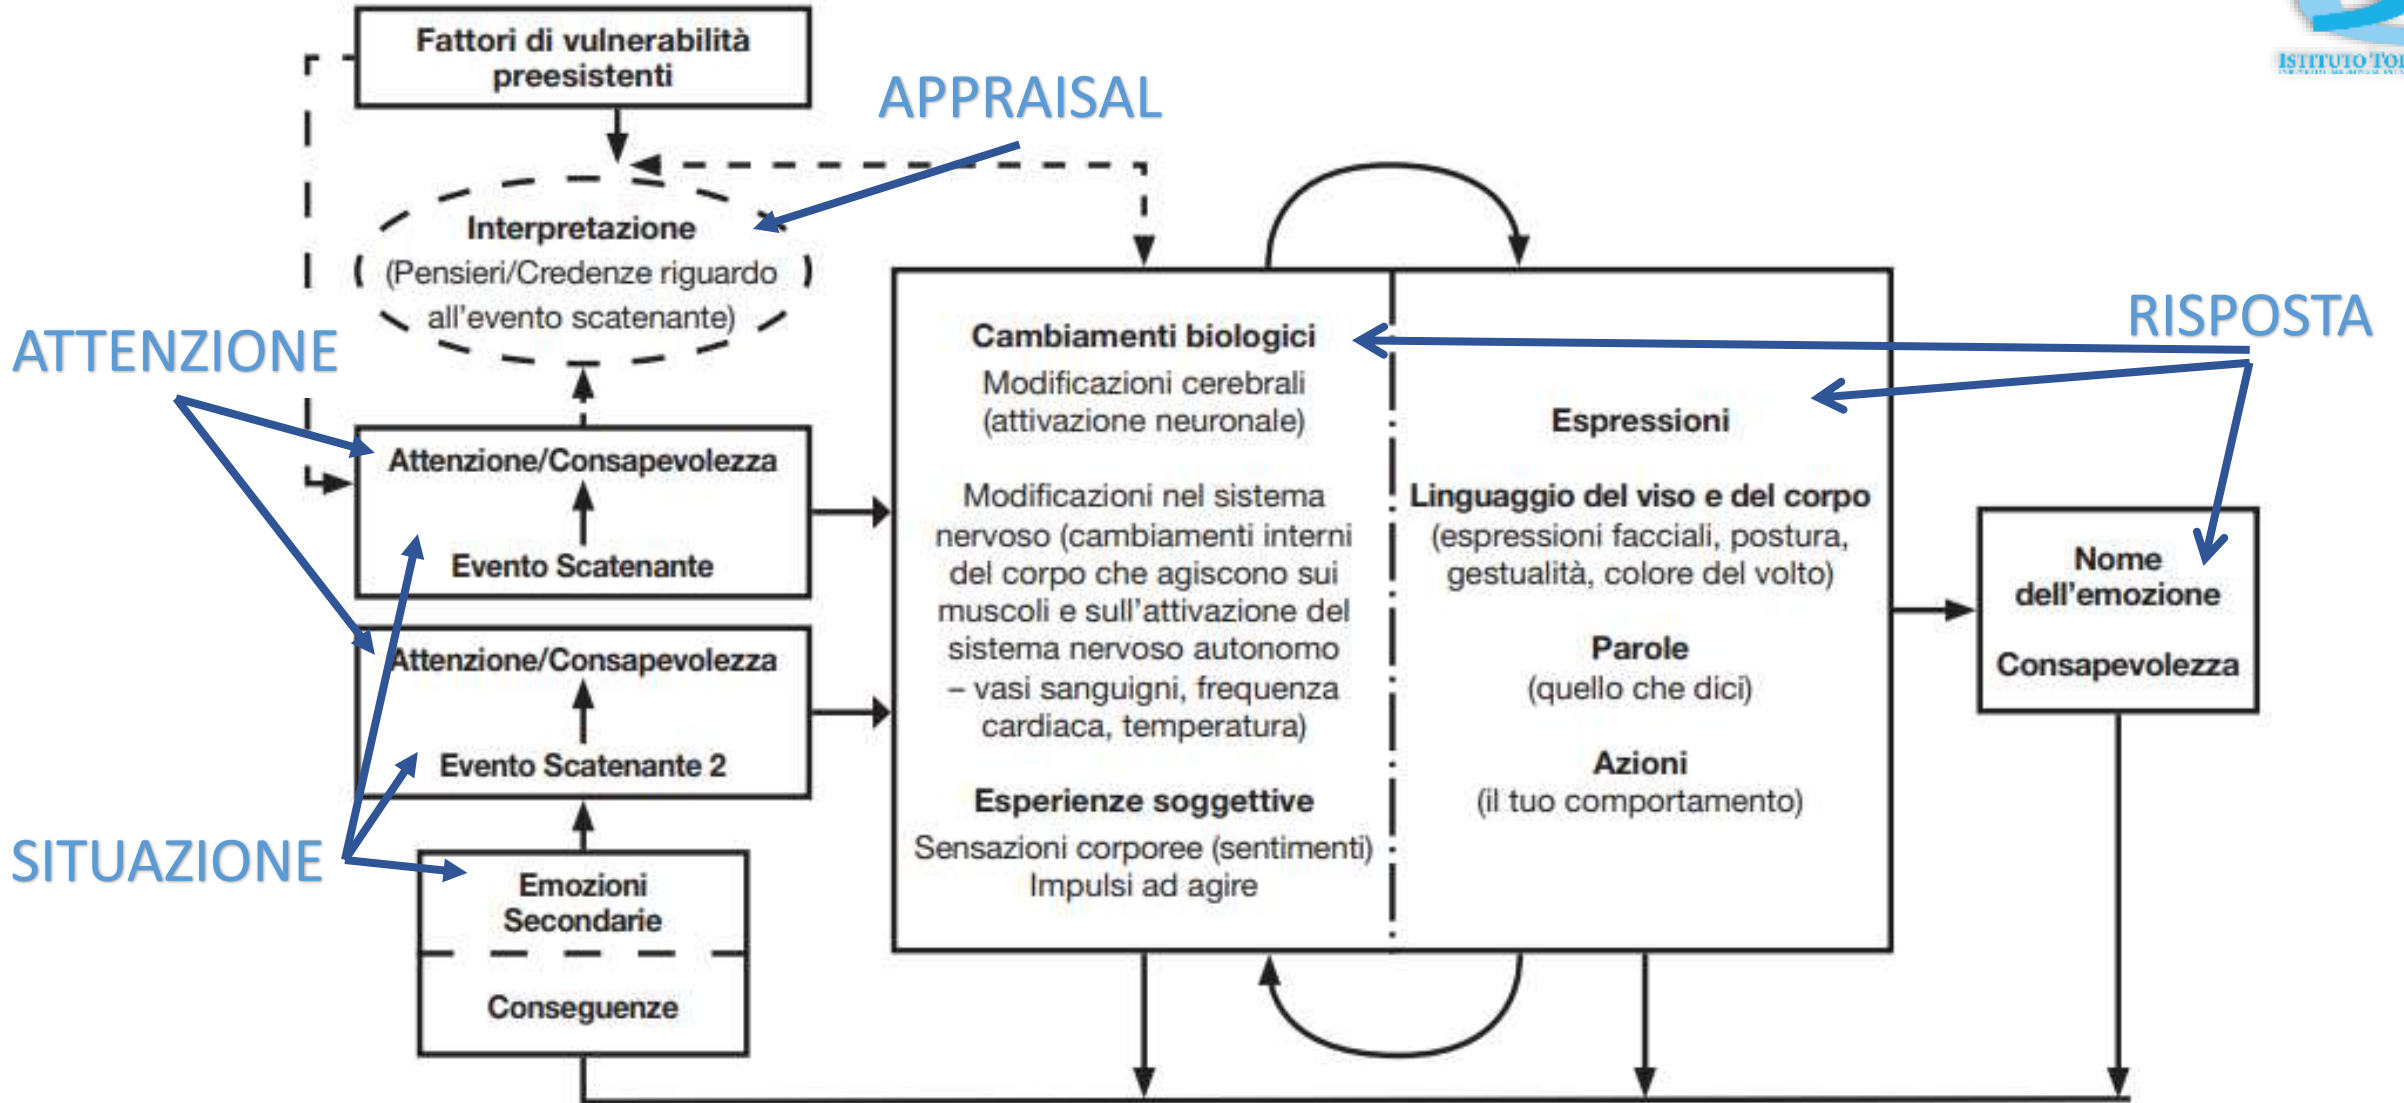 Fattori di vulnerabilità
preesistenti
APPRAISAL
ISTITUTO
Interpretazione
(Pensieri/Credenze riguardo
all'evento scatenante)
ATTENZIONE
RISPOSTA
Attenzione/Consapevolezza
Evento Scatenante
Attenzione/Consapevolezza
Evento Scatenante 2
SITUAZIONE
Emozioni
Secondarie
Conseguenze
Cambiamenti biologici
Modificazioni cerebrali
(attivazione neuronale)
Modificazioni nel sistema
nervoso (cambiamenti interni
del corpo che agiscono sui
muscoli e sull'attivazione del
sistema nervoso autonomo
– vasi sanguigni, frequenza
cardiaca, temperatura)
Esperienze soggettive
Sensazioni corporee (sentimenti)
Impulsi ad agire
Espressioni
Linguaggio del viso e del corpo
(espressioni facciali, postura,
gestualità, colore del volto)
Parole
(quello che dici)
Azioni
(il tuo comportamento)
Nome
dell'emozione
Consapevolezza